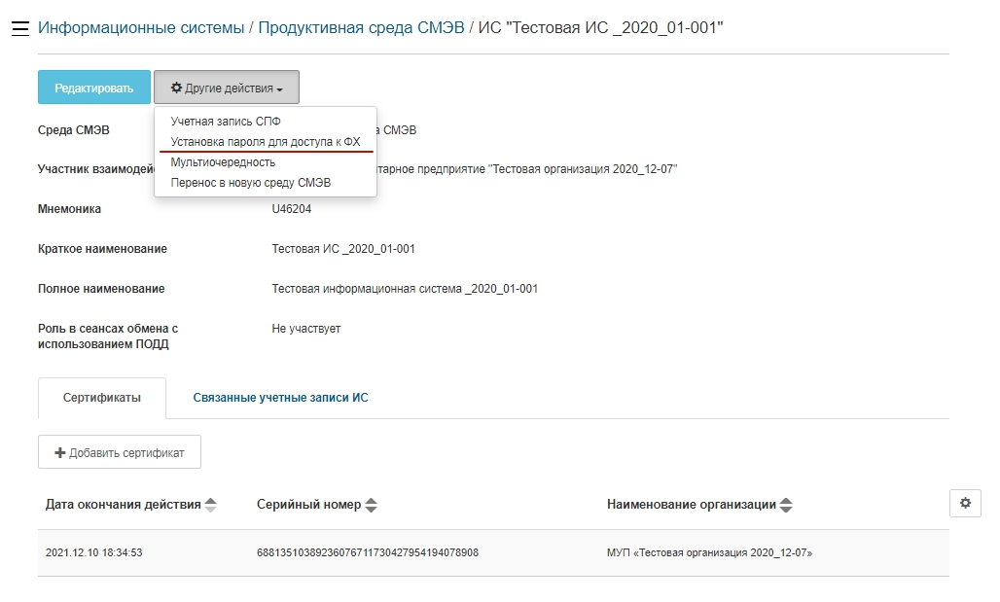 Информационные системы / Продуктивная среда СМЭВ / ИС "Тестовая ИС _2020_01-001"
Редактировать Другие действия
Учетная запись СПФ
Среда СМЭВ СМЭВ
Установка пароля для доступа к ФХ
Мультиочередность
Участник взаимодей тарное предприятие "Тестовая организация 2020_12-07"
Перенос в новую среду СМЭВ
Мнемоника U46204
Краткое наименование Тестовая ИС _2020_01-001
Полное наименование Тестовая информационная система _2020_01-001
Роль в сеансах обмена с Не участвует
использованием ПОДД
Сертификаты Связанные учетные записи ИС
Добавить сертификат
Дата окончания действия Серийный номер Наименование организации
2021.12.10 18:34:53 688135103892360767117304279541940789​08 МУП «Тестовая организация 2020_12-07»